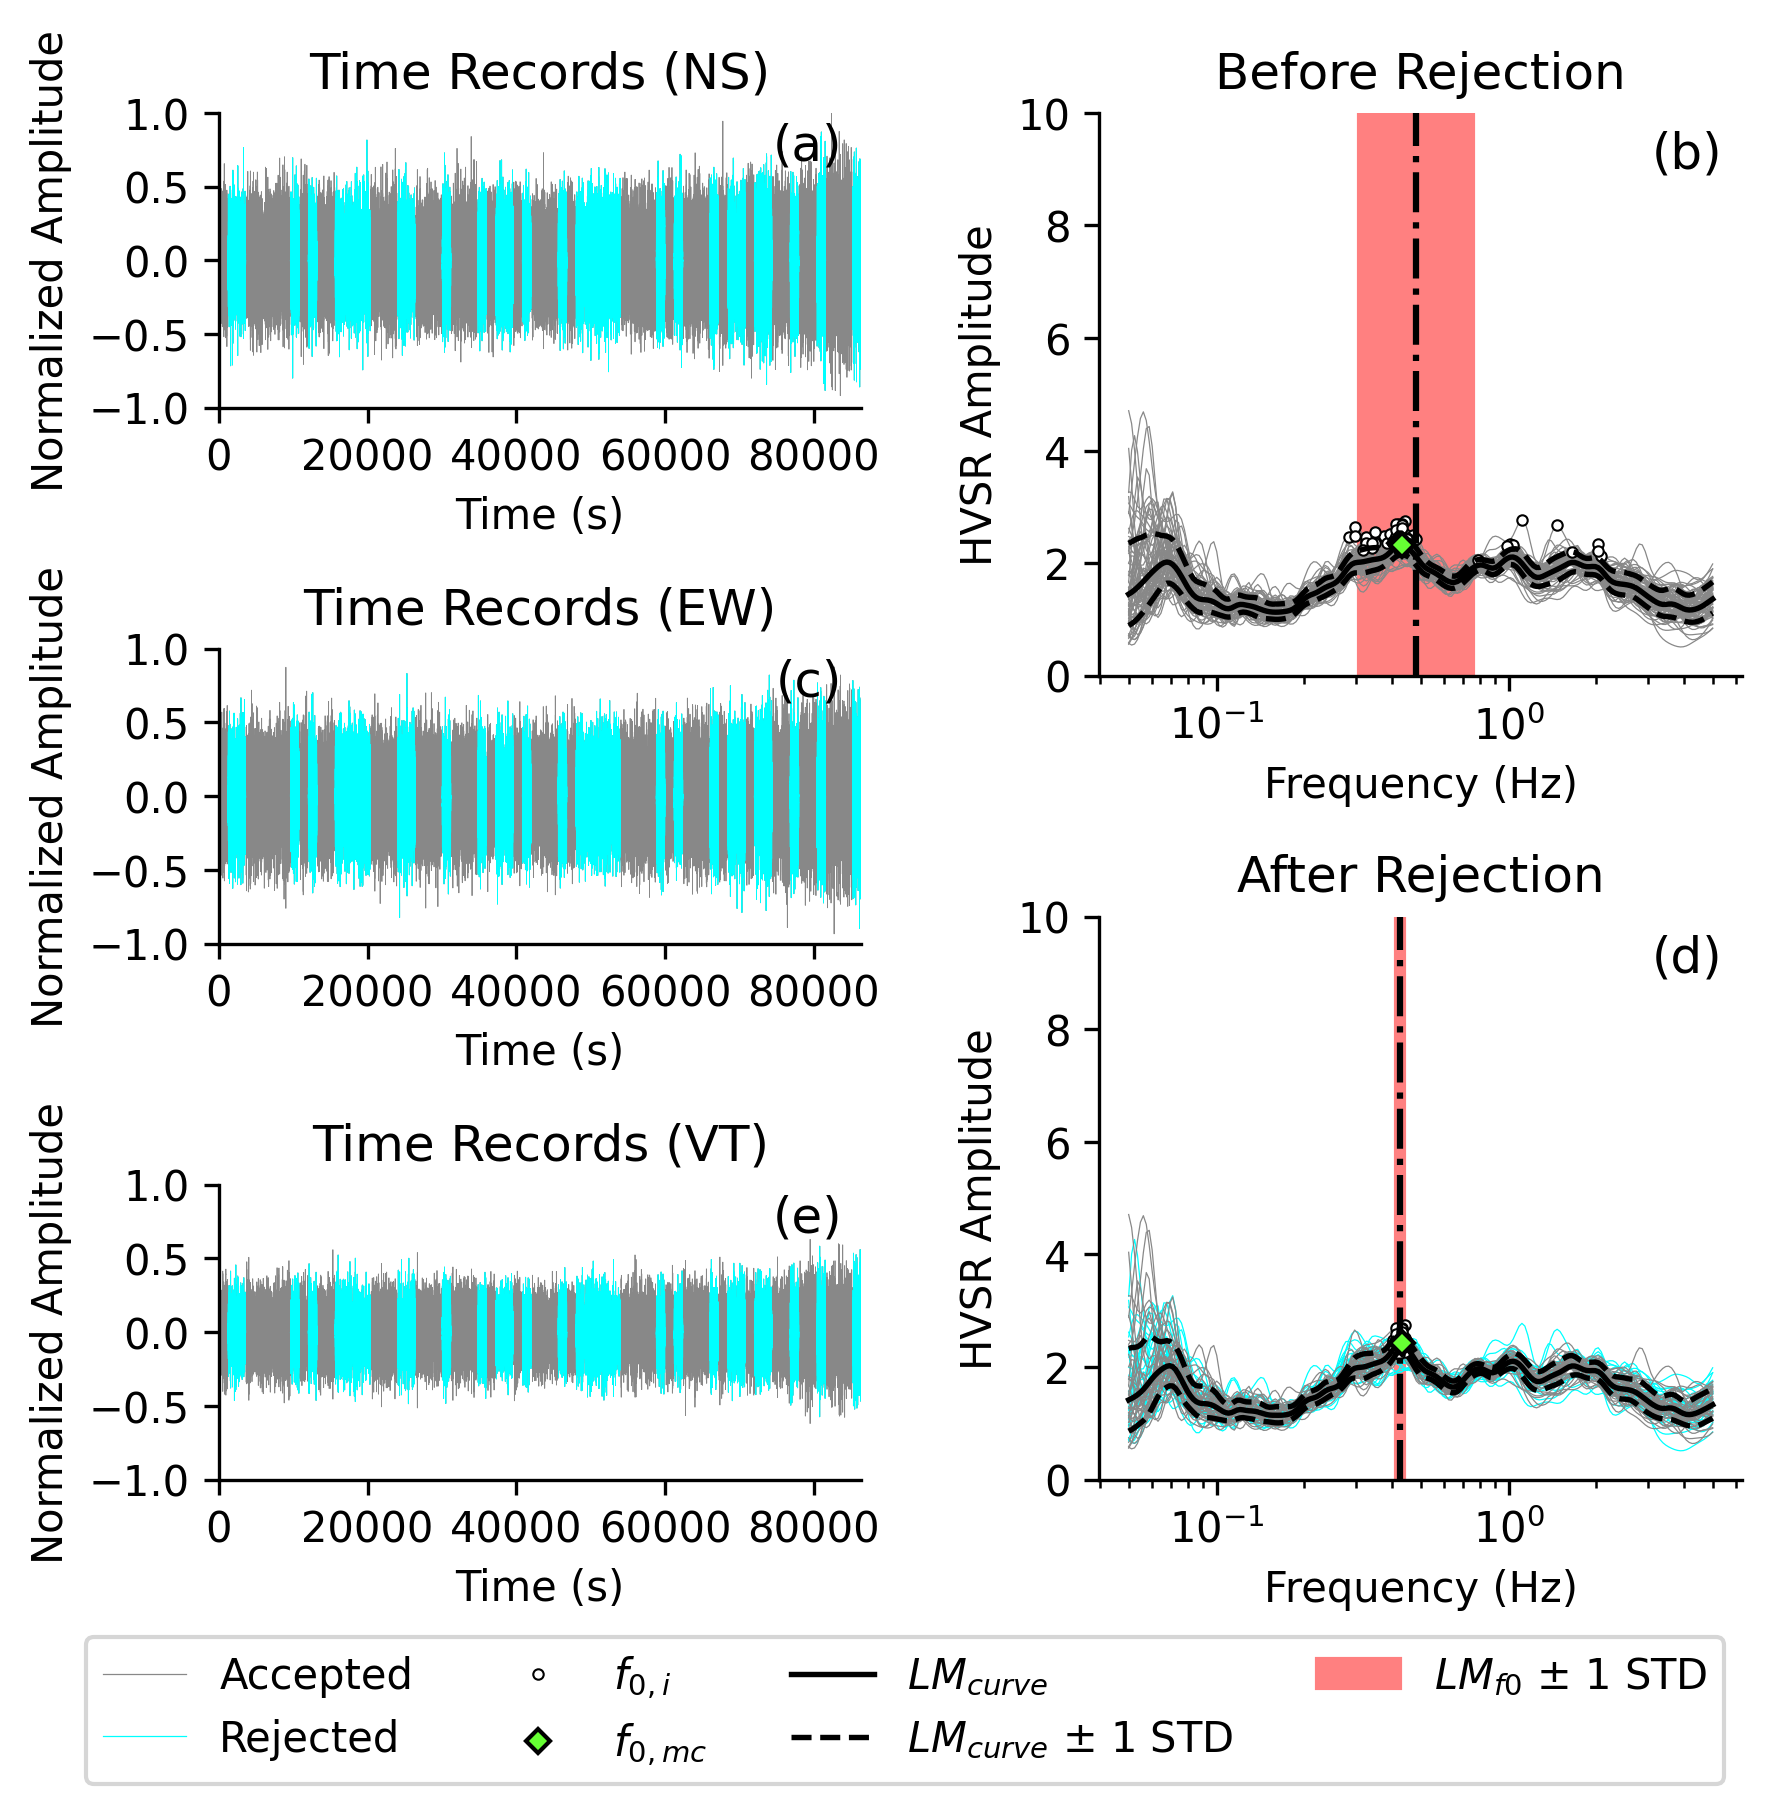 Time Records (NS)
(a)
1.0
0.5
0.0
−0.5
−1.0
Normalized Amplitude
0 20000 40000 60000 80000
Time (s)
Before Rejection
(b)
10
8
6
4
2
0
HVSR Amplitude
10⁻¹ 10⁰
Frequency (Hz)
Time Records (EW)
(c)
1.0
0.5
0.0
−0.5
−1.0
Normalized Amplitude
0 20000 40000 60000 80000
Time (s)
After Rejection
(d)
10
8
6
4
2
0
HVSR Amplitude
10⁻¹ 10⁰
Frequency (Hz)
Time Records (VT)
(e)
1.0
0.5
0.0
−0.5
−1.0
Normalized Amplitude
0 20000 40000 60000 80000
Time (s)
Accepted
Rejected
f0,i
f0,mc
LMcurve
LMcurve ± 1 STD
LMf0 ± 1 STD